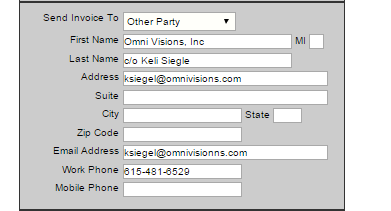 Send Invoice To Other Party
First Name Omni Visions, Inc MI
Last Name c/o Keli Siegle
Address ksiegel@omnivisions.com
Suite
City State
Zip Code
Email Address ksiegel@omnivisionns.com
Work Phone 615-481-6529
Mobile Phone